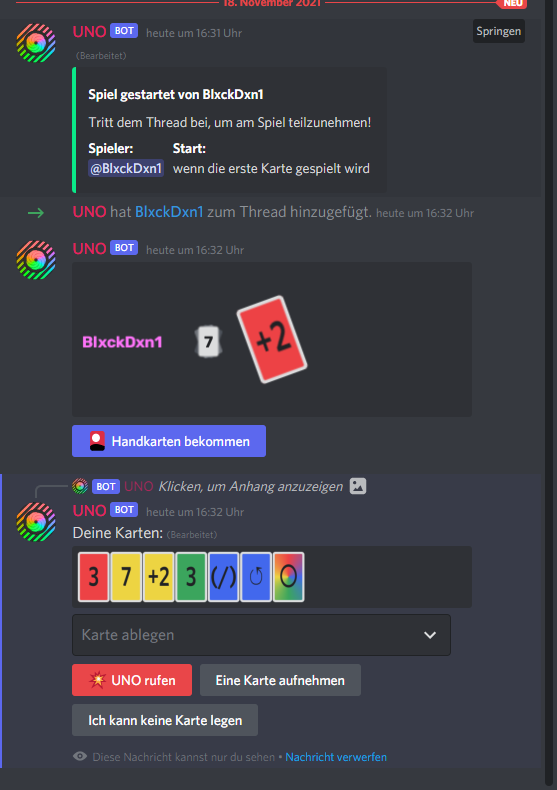 18. November 2021
NEU
UNO BOT heute um 16:31 Uhr
Springen
(Bearbeitet)
Spiel gestartet von BlxckDxn1
Tritt dem Thread bei, um am Spiel teilzunehmen!
Spieler: Start:
@BlxckDxn1 wenn die erste Karte gespielt wird
UNO hat BlxckDxn1 zum Thread hinzugefügt. heute um 16:32 Uhr
UNO BOT heute um 16:32 Uhr
BlxckDxn1 7 +2
Handkarten bekommen
BOT UNO Klicken, um Anhang anzuzeigen
UNO BOT heute um 16:32 Uhr
Deine Karten: (Bearbeitet)
3 7 +2 3 (/)
Karte ablegen
UNO rufen Eine Karte aufnehmen
Ich kann keine Karte legen
Diese Nachricht kannst nur du sehen • Nachricht verwerfen